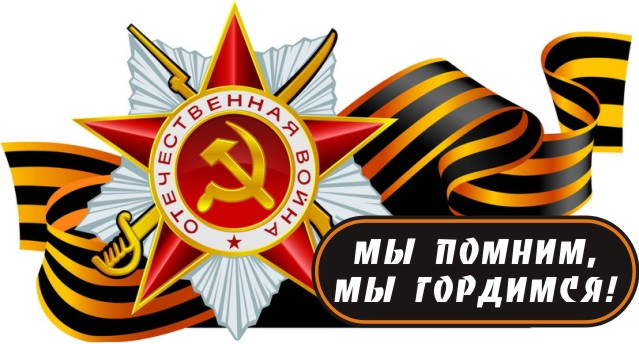 ОТЕЧЕСТВЕННАЯ ВОЙНА
МЫ ПОМНИМ,
МЫ ГОРДИМСЯ!